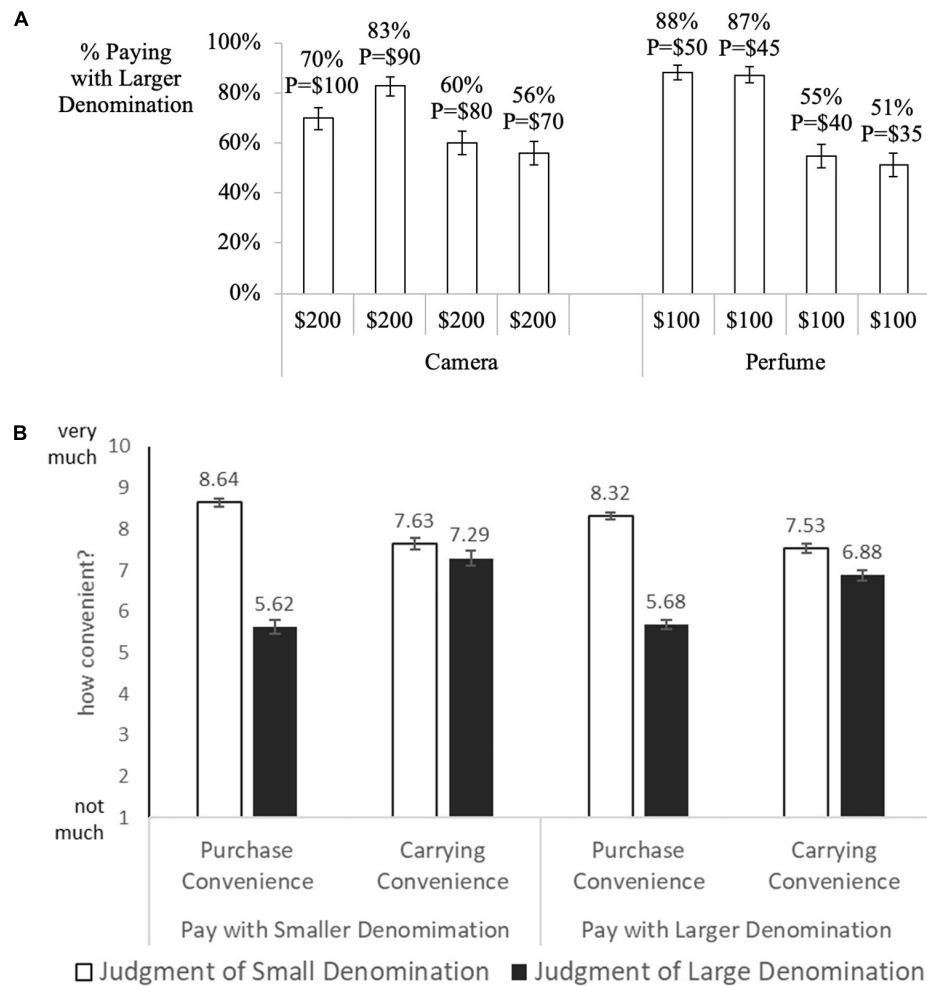 A
% Paying
with Larger
Denomination
100%
80%
60%
40%
20%
0%
70%
P=$100
83%
P=$90
60%
P=$80
56%
P=$70
88%
P=$50
87%
P=$45
55%
P=$40
51%
P=$35
$200 $200 $200 $200 $100 $100 $100 $100
Camera Perfume
B
very
much
how convenient?
not
much
10
9
8
7
6
5
4
3
2
1
8.64
5.62
7.63
7.29
8.32
5.68
7.53
6.88
Purchase
Convenience
Carrying
Convenience
Purchase
Convenience
Carrying
Convenience
Pay with Smaller Denomimation Pay with Larger Denomination
Judgment of Small Denomination Judgment of Large Denomination